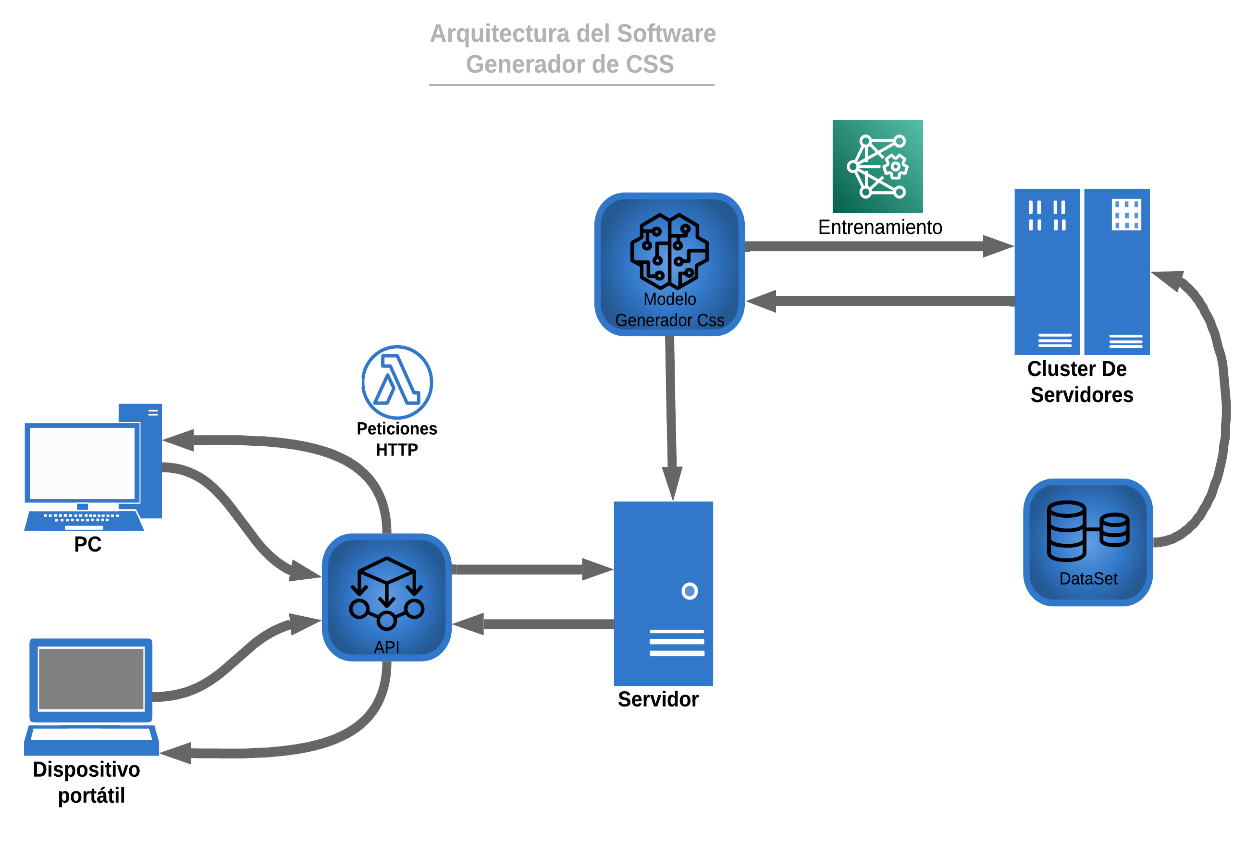 Arquitectura del Software
Generador de CSS
Entrenamiento
Modelo
Generador Css
Cluster De
Servidores
Peticiones
HTTP
PC
DataSet
API
Servidor
Dispositivo
portátil